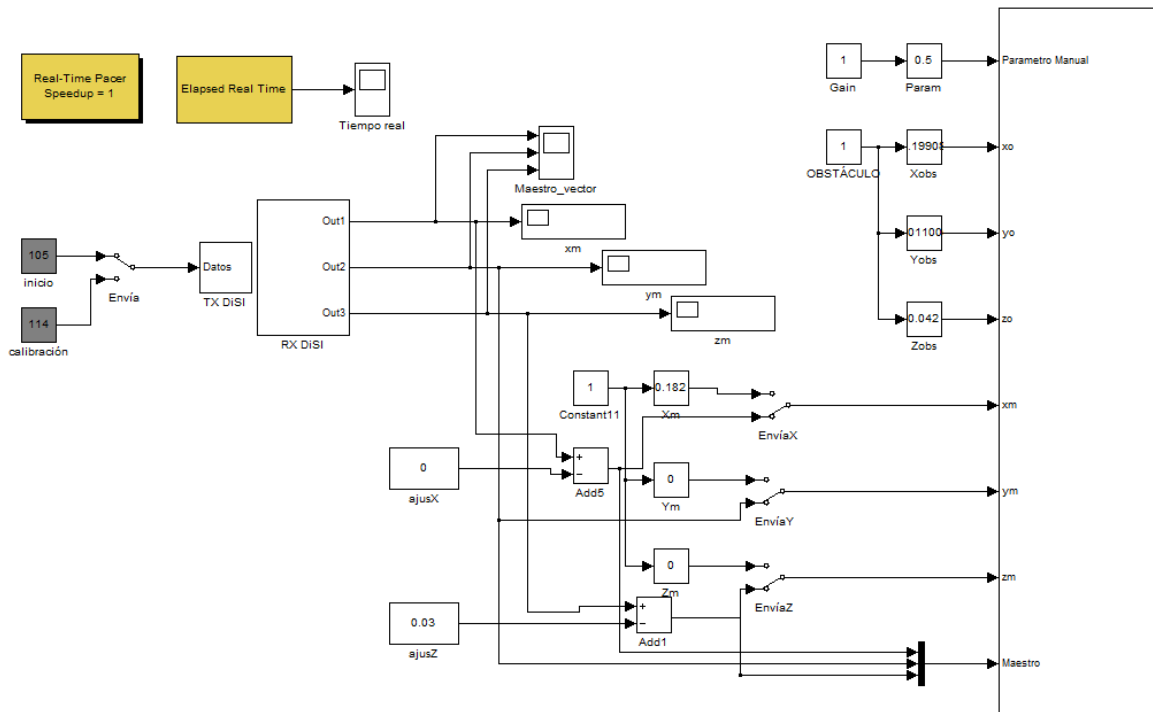 Real-Time Pacer
Speedup = 1
Elapsed Real Time
Tiempo real
1
Gain
0.5
Param
Parametro Manual
Maestro_vector
1
OBSTÁCULO
.19908
Xobs
xo
Out1
xm
01100
Yobs
yo
105
inicio
Envía
Datos
TX DiSI
Out2
ym
114
calibración
Out3
RX DiSI
zm
0.042
Zobs
zo
1
Constant11
0.182
Xm
EnvíaX
xm
0
ajusX
+
−
Add5
0
Ym
EnvíaY
ym
0
Zm
EnvíaZ
zm
0.03
ajusZ
+
−
Add1
Maestro